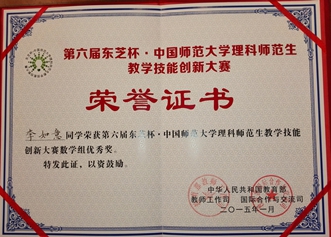 第六届东芝杯·中国师范大学理科师范生
教学技能创新大赛
荣誉证书
李如意同学荣获第六届东芝杯·中国师范大学理科师范生教学技能
创新大赛数学组优秀奖。
特发此证，以资鼓励。
中华人民共和国教育部
教师工作司 国际合作与交流司
二〇一五年一月